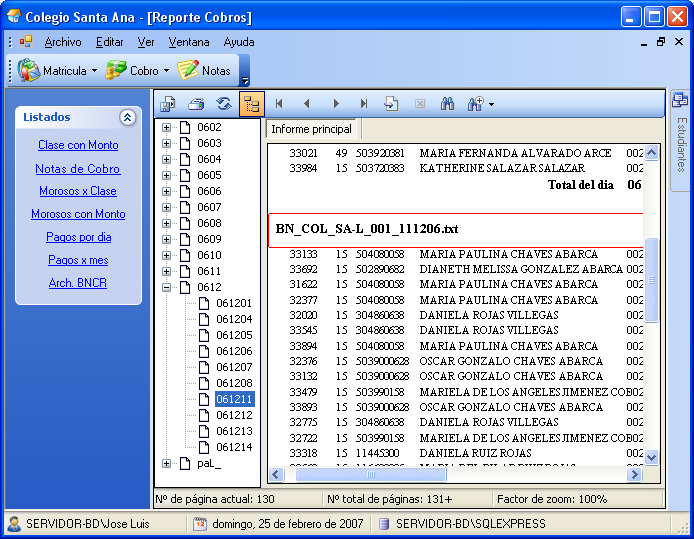 Colegio Santa Ana - [Reporte Cobros]
Archivo Editar Ver Ventana Ayuda
Matricula Cobro Notas
Listados
Clase con Monto
Notas de Cobro
Morosos x Clase
Morosos con Monto
Pagos por dia
Pagos x mes
Arch. BNCR
0602
0603
0604
0605
0606
0607
0608
0609
0610
0611
0612
061201
061204
061205
061206
061207
061208
061211
061212
061213
061214
paL_
Informe principal
33021 49 503920381 MARIA FERNANDA ALVARADO ARCE 002
33984 15 503720383 KATHERINE SALAZAR SALAZAR 002
Total del dia 06
BN_COL_SA-L_001_111206.txt
33133 15 504080058 MARIA PAULINA CHAVES ABARCA 002
33692 15 502890682 DIANETH MELISSA GONZALEZ ABARCA 002
31622 15 504080058 MARIA PAULINA CHAVES ABARCA 002
32377 15 504080058 MARIA PAULINA CHAVES ABARCA 002
32020 15 304860638 DANIELA ROJAS VILLEGAS 002
33545 15 304860638 DANIELA ROJAS VILLEGAS 002
33894 15 504080058 MARIA PAULINA CHAVES ABARCA 002
32376 15 5039000628 OSCAR GONZALO CHAVES ABARCA 002
33132 15 5039000628 OSCAR GONZALO CHAVES ABARCA 002
33479 15 503990158 MARIELA DE LOS ANGELES JIMENEZ COB 002
33893 15 5039000628 OSCAR GONZALO CHAVES ABARCA 002
32775 15 304860638 DANIELA ROJAS VILLEGAS 002
32722 15 503990158 MARIELA DE LOS ANGELES JIMENEZ COB 002
33318 15 11445300 DANIELA RUIZ ROJAS 002
Estudiantes
Nº de página actual: 130 Nº total de páginas: 131+ Factor de zoom: 100%
SERVIDOR-BD\Jose Luis domingo, 25 de febrero de 2007 SERVIDOR-BD\SQLEXPRESS